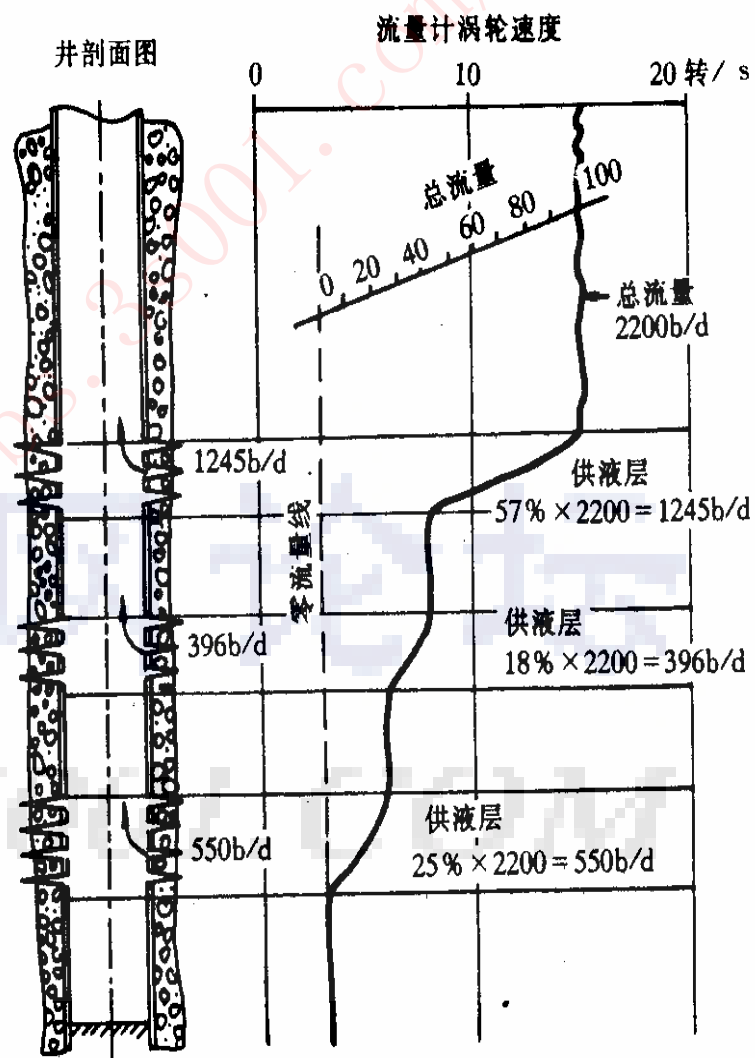 流量计涡轮速度
井剖面图
0 10 20 转/ s
总流量
0 20 40 60 80 100
总流量
2200b/d
1245b/d
供液层
57% × 2200 = 1245b/d
零流量线
396b/d
供液层
18% × 2200 = 396b/d
550b/d
供液层
25% × 2200 = 550b/d